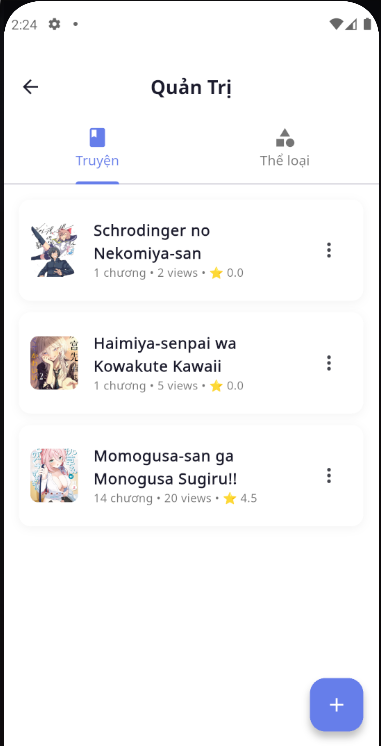 2:24
Quản Trị
Truyện
Thể loại
Schrodinger no
Nekomiya-san
1 chương • 2 views • ⭐ 0.0
Haimiya-senpai wa
Kowakute Kawaii
1 chương • 5 views • ⭐ 0.0
Momogusa-san ga
Monogusa Sugiru!!
14 chương • 20 views • ⭐ 4.5